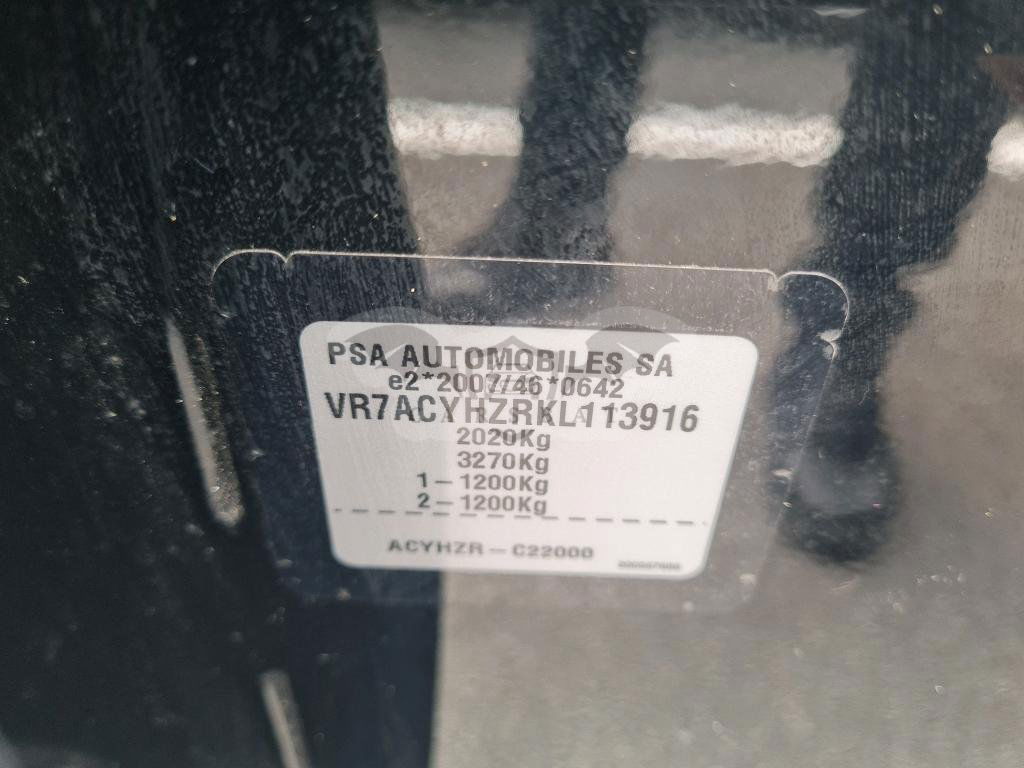 PSA AUTOMOBILES SA
e2*2007/46*0642
VR7ACYHZRKL113916
2020Kg
3270Kg
1-1200Kg
2-1200Kg
ACYHZR-C22000